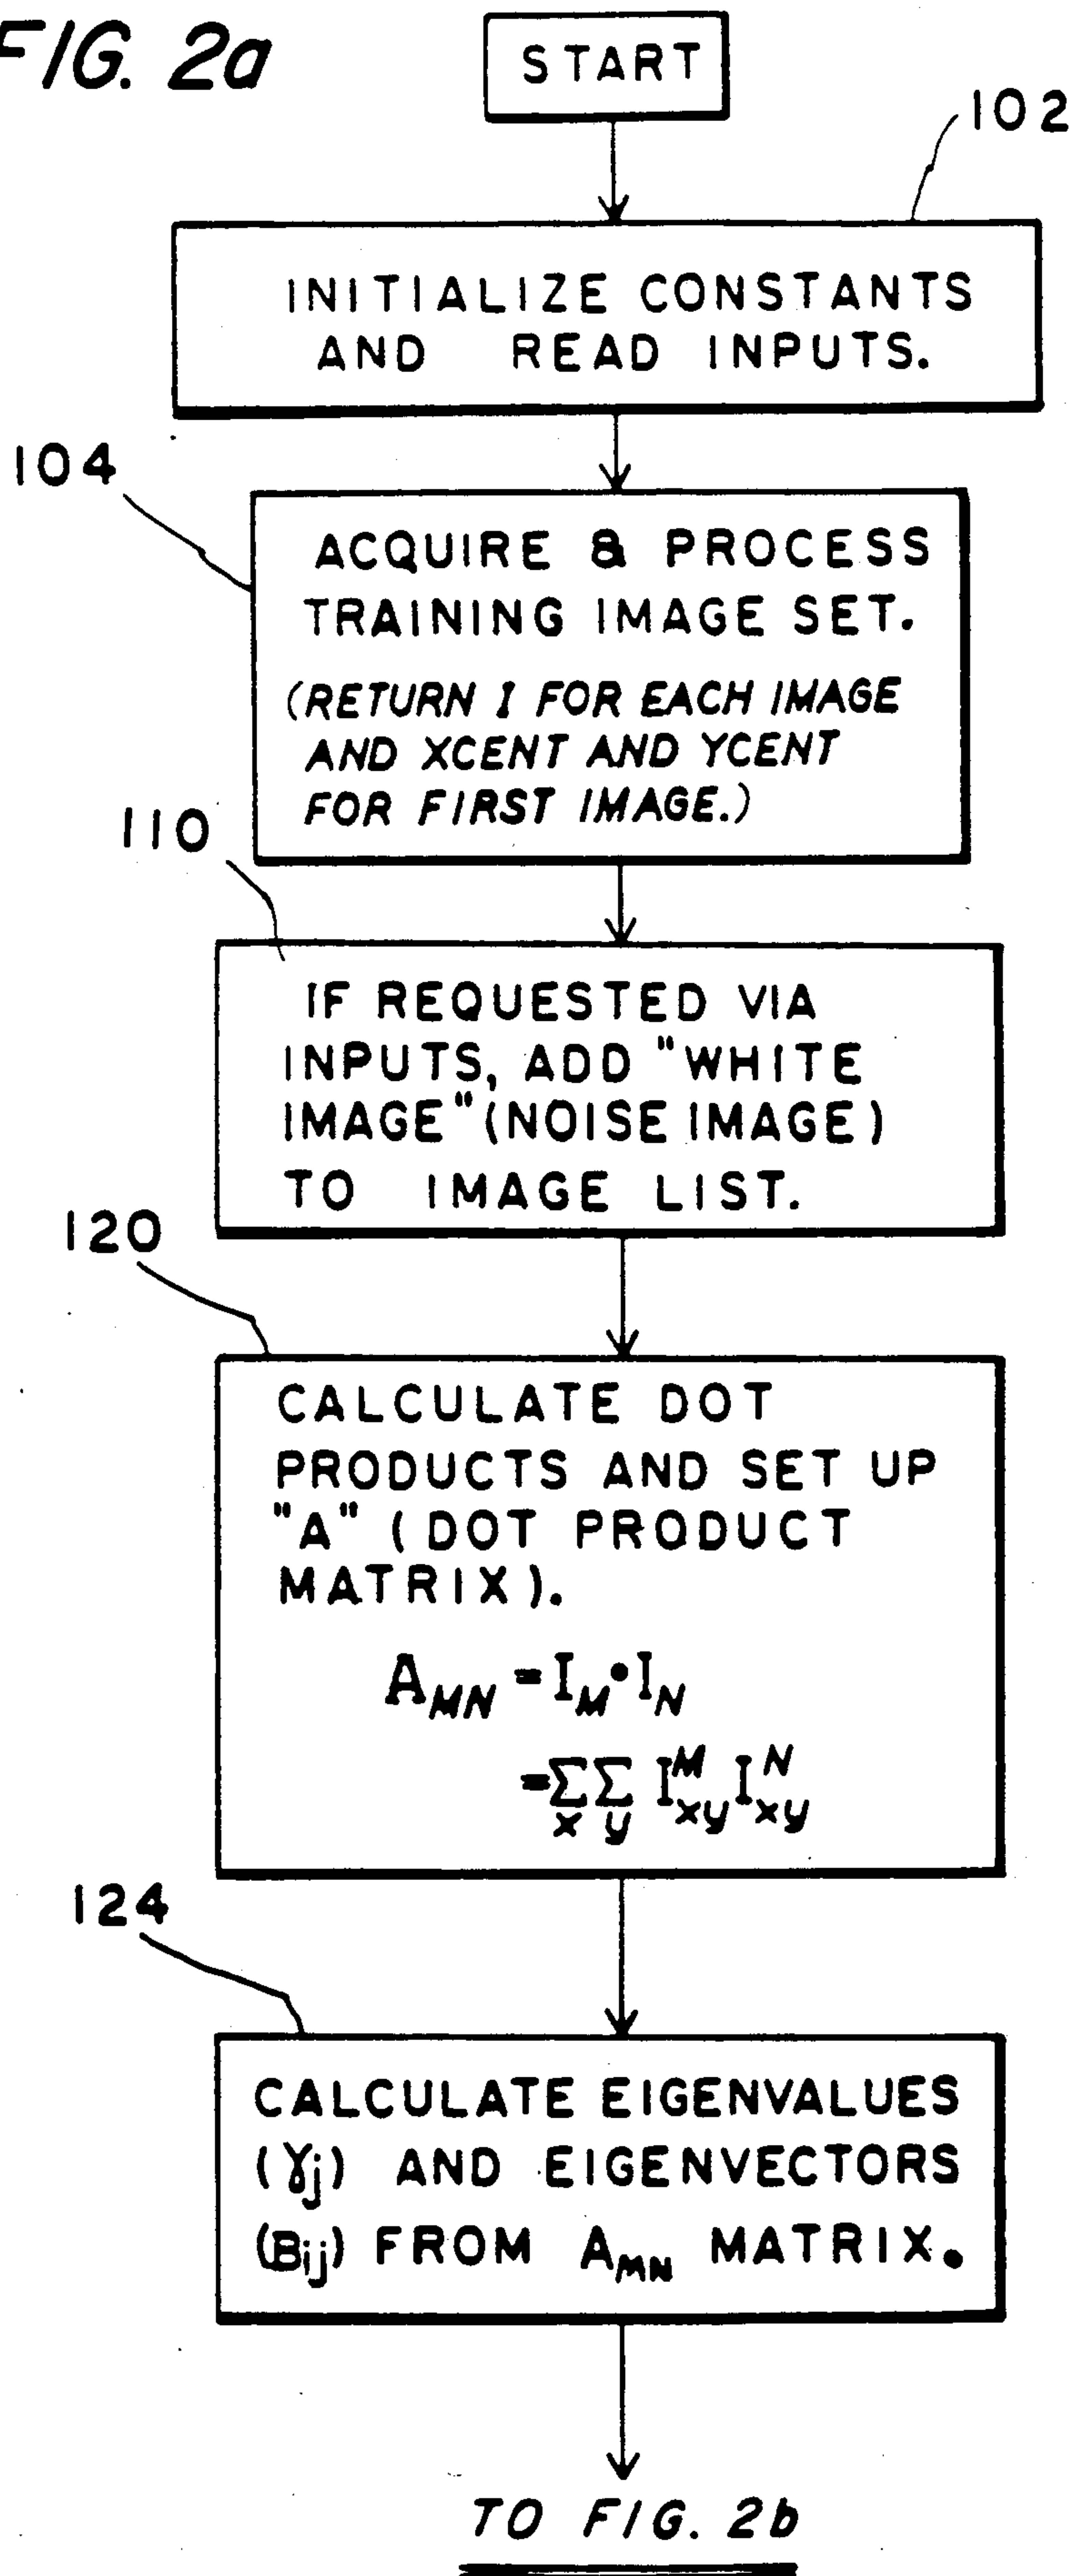 FIG. 2a
START
102
INITIALIZE CONSTANTS
AND READ INPUTS.
104
ACQUIRE & PROCESS
TRAINING IMAGE SET.
(RETURN I FOR EACH IMAGE
AND XCENT AND YCENT
FOR FIRST IMAGE.)
110
IF REQUESTED VIA
INPUTS, ADD "WHITE
IMAGE" (NOISE IMAGE)
TO IMAGE LIST.
120
CALCULATE DOT
PRODUCTS AND SET UP
"A" (DOT PRODUCT
MATRIX).
A_MN = I_M • I_N
= Σ_x Σ_y I^M_xy I^N_xy
124
CALCULATE EIGENVALUES
(γj) AND EIGENVECTORS
(Bij) FROM A_MN MATRIX.
TO FIG. 2b